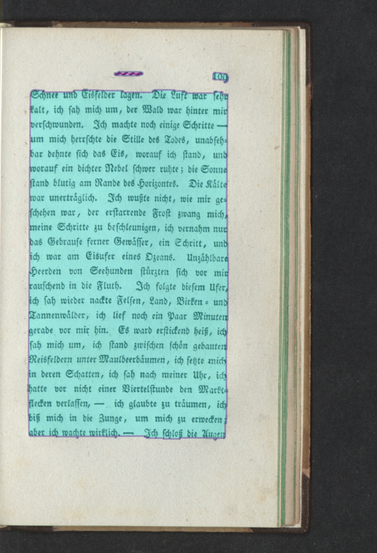 Schnee und Eisfelder lagen. Die Luft war sehr
kalt, ich sah mich um, der Wald war hinter mir
verschwunden. Ich machte noch einige Schritte —
um mich herrschte die Stille des Todes, unabseh-
bar dehnte sich das Eis, worauf ich stand, und
worauf ein dichter Nebel schwer ruhte; die Sonne
stand blutig am Rande des Horizontes. Die Kälte
war unerträglich. Ich wußte nicht, wie mir ge-
schehen war, der erstarrende Frost zwang mich,
meine Schritte zu beschleunigen, ich vernahm nur
das Gebrause ferner Gewässer, ein Schritt, und
ich war am Eisufer eines Ozeans. Unzählbare
Heerden von Seehunden stürzten sich vor mir
rauschend in die Fluth. Ich folgte diesem Ufer,
ich sah wieder nackte Felsen, Land, Birken- und
Tannenwälder, ich lief noch ein Paar Minuten
gerade vor mir hin. Es ward erstickend heiß, ich
sah mich um, ich stand zwischen schön gebauten
Reisfeldern unter Maulbeerbäumen, ich setzte mich
in deren Schatten, ich sah nach meiner Uhr, ich
hatte vor nicht einer Viertelstunde den Markt-
flecken verlassen, — ich glaubte zu träumen, ich
biß mich in die Zunge, um mich zu erwecken;
aber ich wachte wirklich. — Ich schloß die Augen